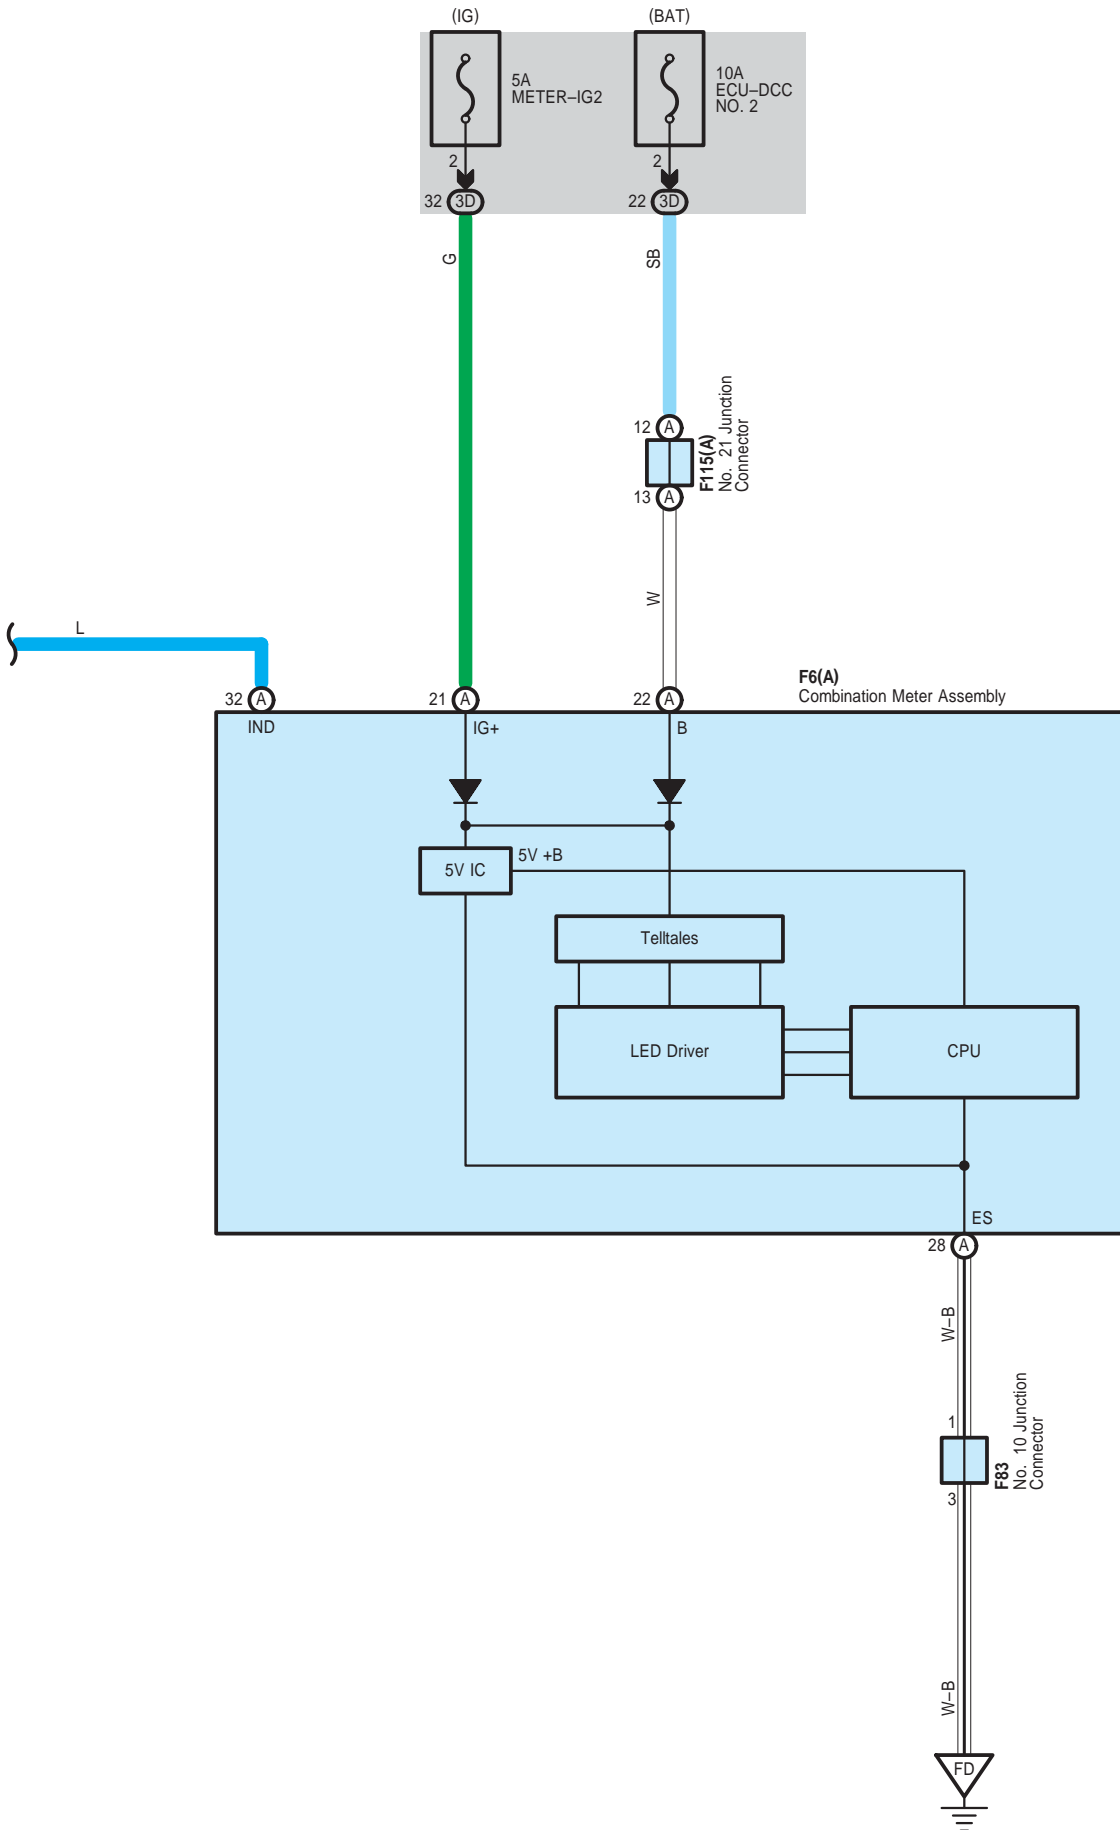 (IG)
(BAT)
5A
METER–IG2
10A
ECU–DCC
NO. 2
2
2
32
3D
22
3D
G
SB
12
A
F115(A)
No. 21 Junction
Connector
13
A
W
L
F6(A)
Combination Meter Assembly
32
A
21
A
22
A
IND
IG+
B
5V IC
5V +B
Telltales
LED Driver
CPU
ES
28
A
W–B
1
F83
No. 10 Junction
Connector
3
W–B
FD